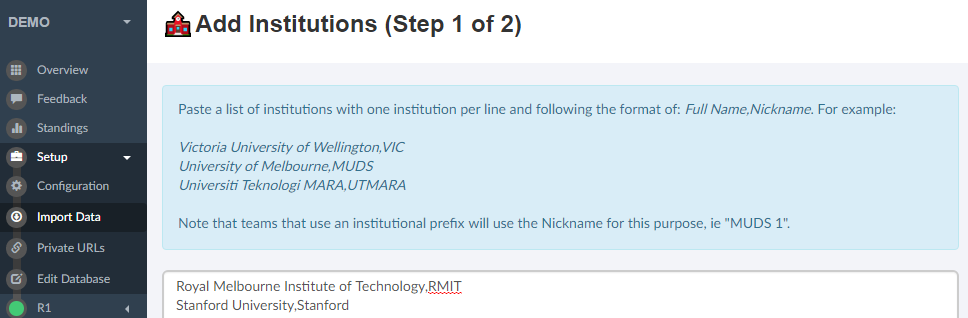 DEMO
Overview
Feedback
Standings
Setup
Configuration
Import Data
Private URLs
Edit Database
R1
Add Institutions (Step 1 of 2)
Paste a list of institutions with one institution per line and following the format of: Full Name,Nickname. For example:
Victoria University of Wellington,VIC
University of Melbourne,MUDS
Universiti Teknologi MARA,UTMARA
Note that teams that use an institutional prefix will use the Nickname for this purpose, ie "MUDS 1".
Royal Melbourne Institute of Technology,RMIT
Stanford University,Stanford